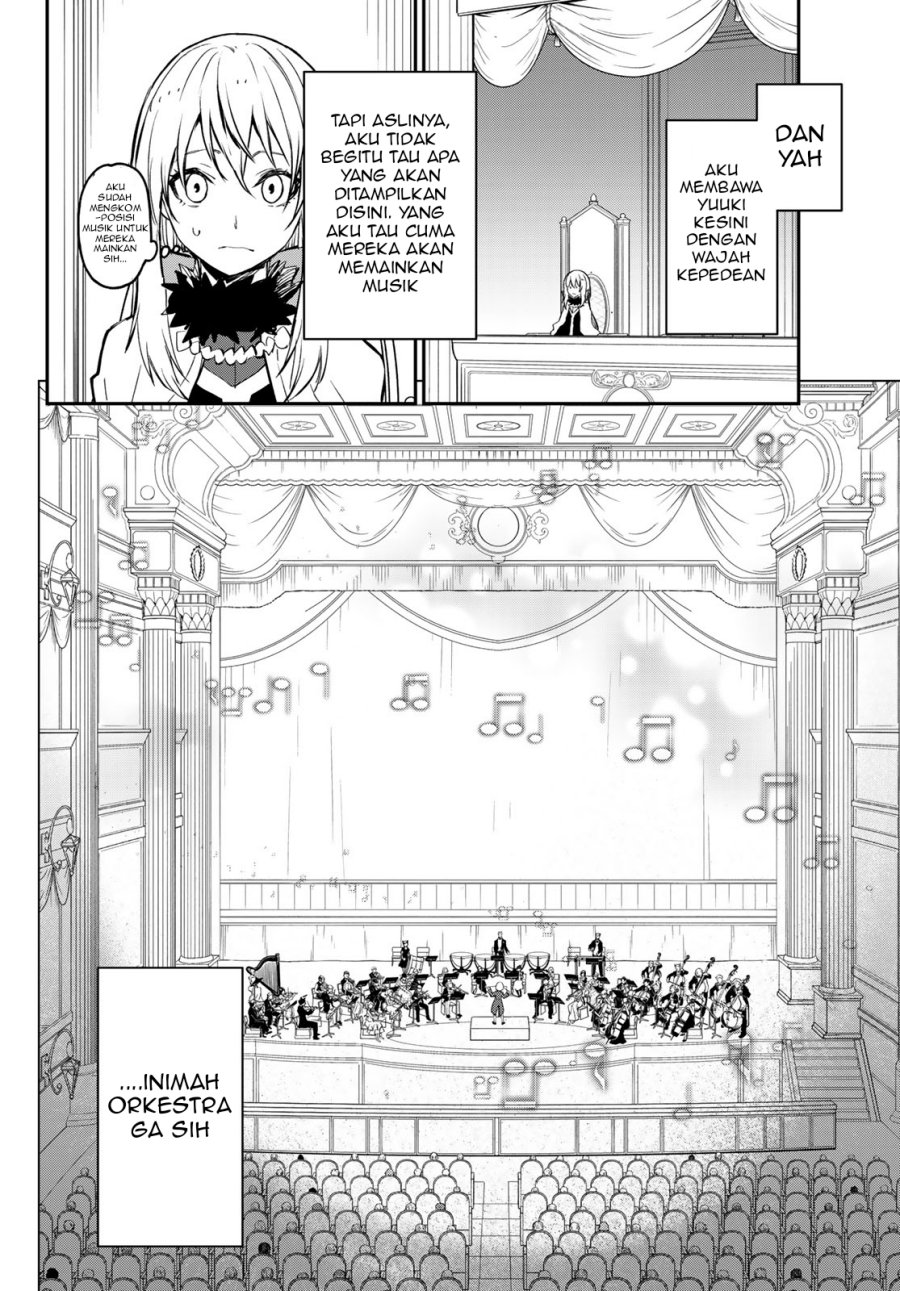 DAN
YAH
AKU
MEMBAWA
YUUKI
KESINI
DENGAN
WAJAH
KEPEDEAN
TAPI ASLINYA,
AKU TIDAK
BEGITU TAU APA
YANG AKAN
DITAMPILKAN
DISINI. YANG
AKU TAU CUMA
MEREKA AKAN
MEMAINKAN
MUSIK
AKU
SUDAH
MENGKOM
-POSISI
MUSIK UNTUK
MEREKA
MAINKAN
SIH...
....INIMAH
ORKESTRA
GA SIH